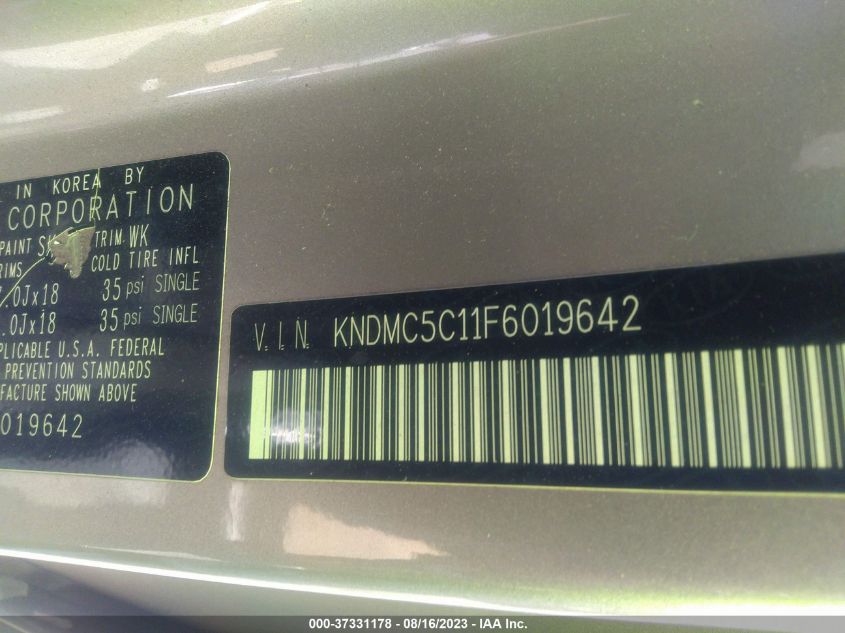 IN KOREA BY
CORPORATION
PAINT TRIM WK
RIMS COLD TIRE INFL
.0Jx18 35 psi SINGLE
.0Jx18 35 psi SINGLE
PLICABLE U.S.A. FEDERAL
PREVENTION STANDARDS
FACTURE SHOWN ABOVE
019642
V.I.N. KNDMC5C11F6019642
000-37331178 - 08/16/2023 - IAA Inc.